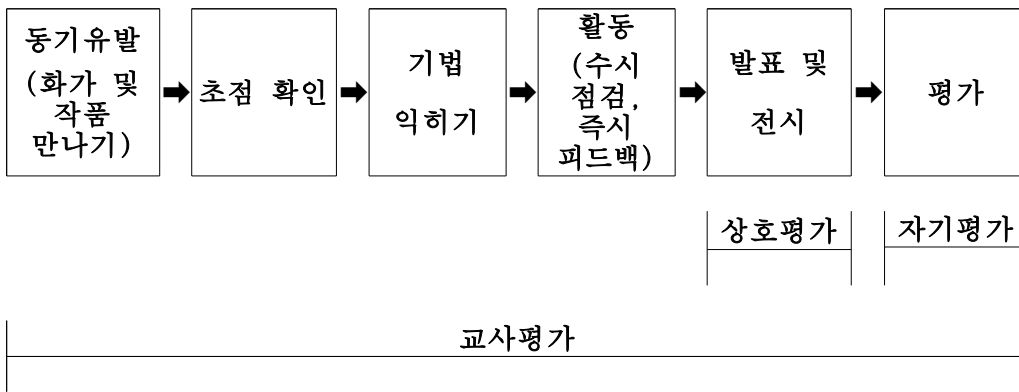 동기유발
(화가 및
작품
만나기)
초점 확인
기법
익히기
활동
(수시
점검,
즉시
피드백)
발표 및
전시
평가
상호평가
자기평가
교사평가